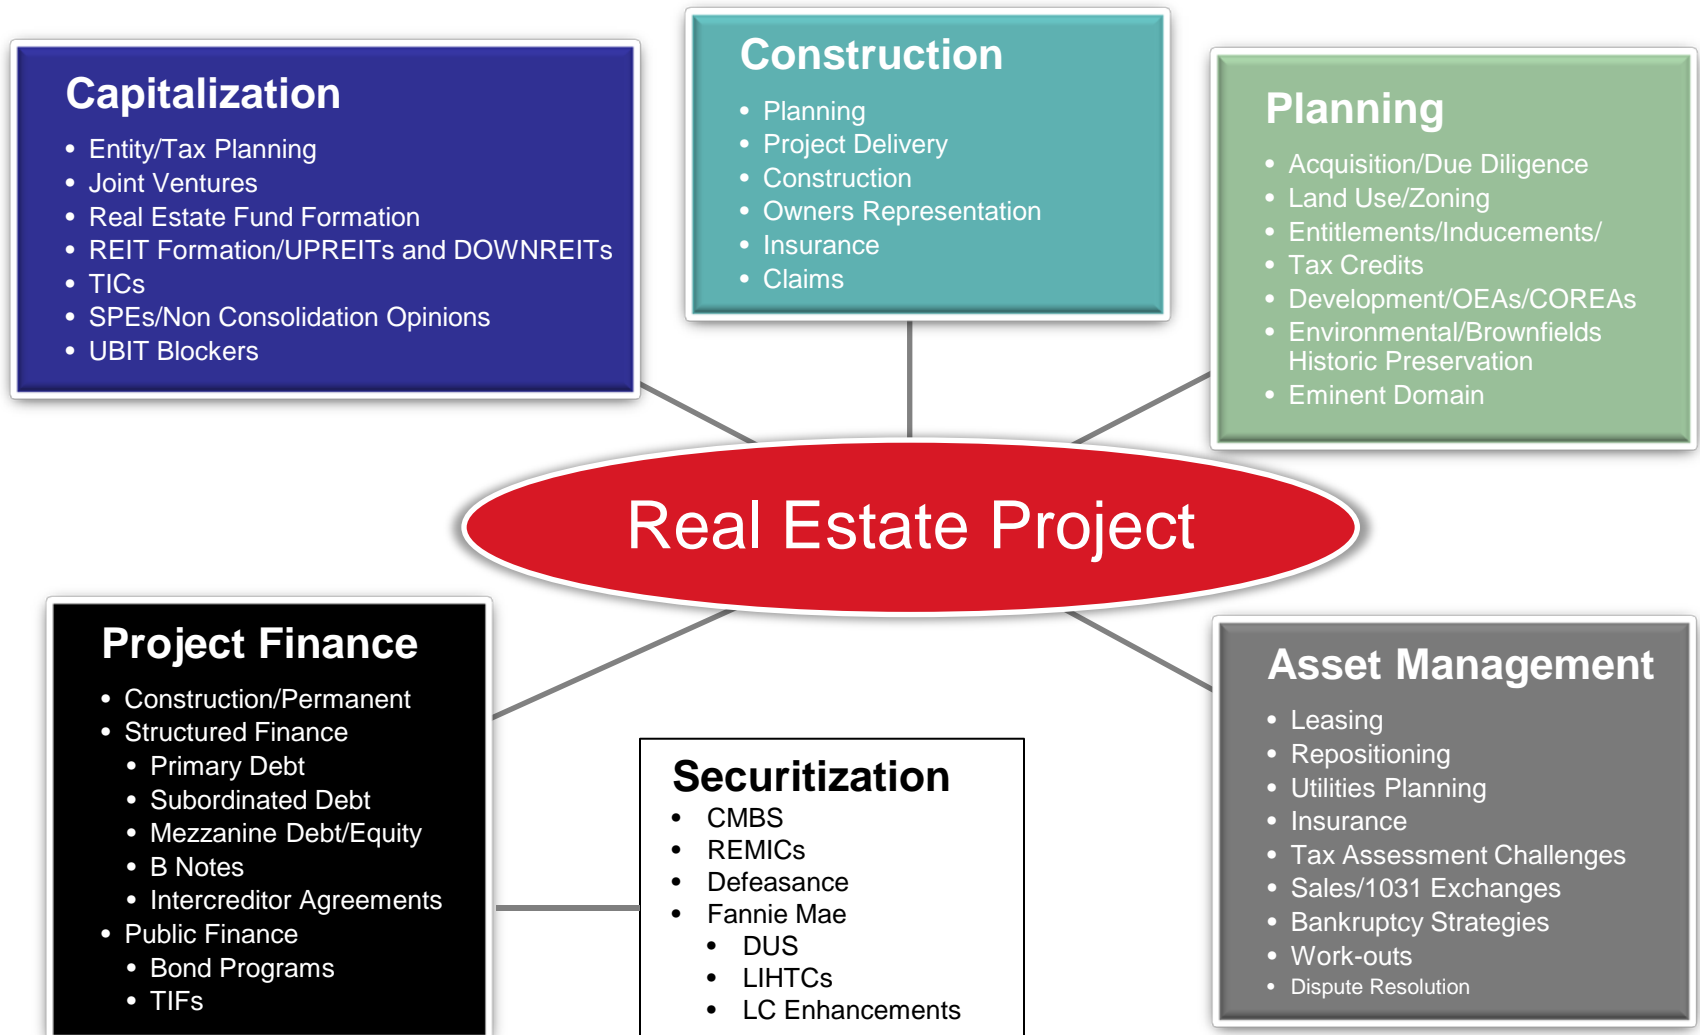 Capitalization
• Entity/Tax Planning
• Joint Ventures
• Real Estate Fund Formation
• REIT Formation/UPREITs and DOWNREITs
• TICs
• SPEs/Non Consolidation Opinions
• UBIT Blockers
Construction
• Planning
• Project Delivery
• Construction
• Owners Representation
• Insurance
• Claims
Planning
• Acquisition/Due Diligence
• Land Use/Zoning
• Entitlements/Inducements/
• Tax Credits
• Development/OEAs/COREAs
• Environmental/Brownfields
Historic Preservation
• Eminent Domain
Real Estate Project
Project Finance
• Construction/Permanent
• Structured Finance
• Primary Debt
• Subordinated Debt
• Mezzanine Debt/Equity
• B Notes
• Intercreditor Agreements
• Public Finance
• Bond Programs
• TIFs
Securitization
• CMBS
• REMICs
• Defeasance
• Fannie Mae
• DUS
• LIHTCs
• LC Enhancements
Asset Management
• Leasing
• Repositioning
• Utilities Planning
• Insurance
• Tax Assessment Challenges
• Sales/1031 Exchanges
• Bankruptcy Strategies
• Work-outs
• Dispute Resolution